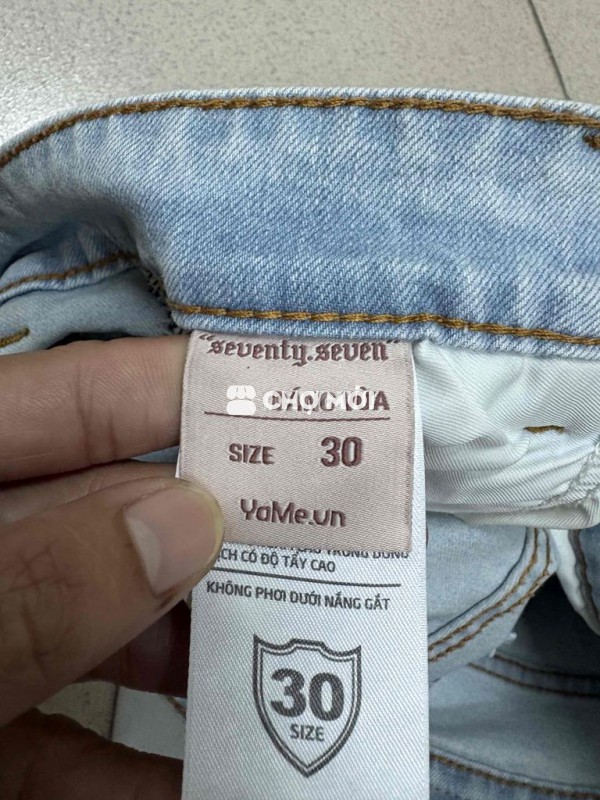 "seventy.seven"
SIZE 30
YaMe.vn
CHỢ MỚI
CH CÓ ĐỘ TẨY CAO
KHÔNG PHƠI DƯỚI NẮNG GẮT
30
SIZE